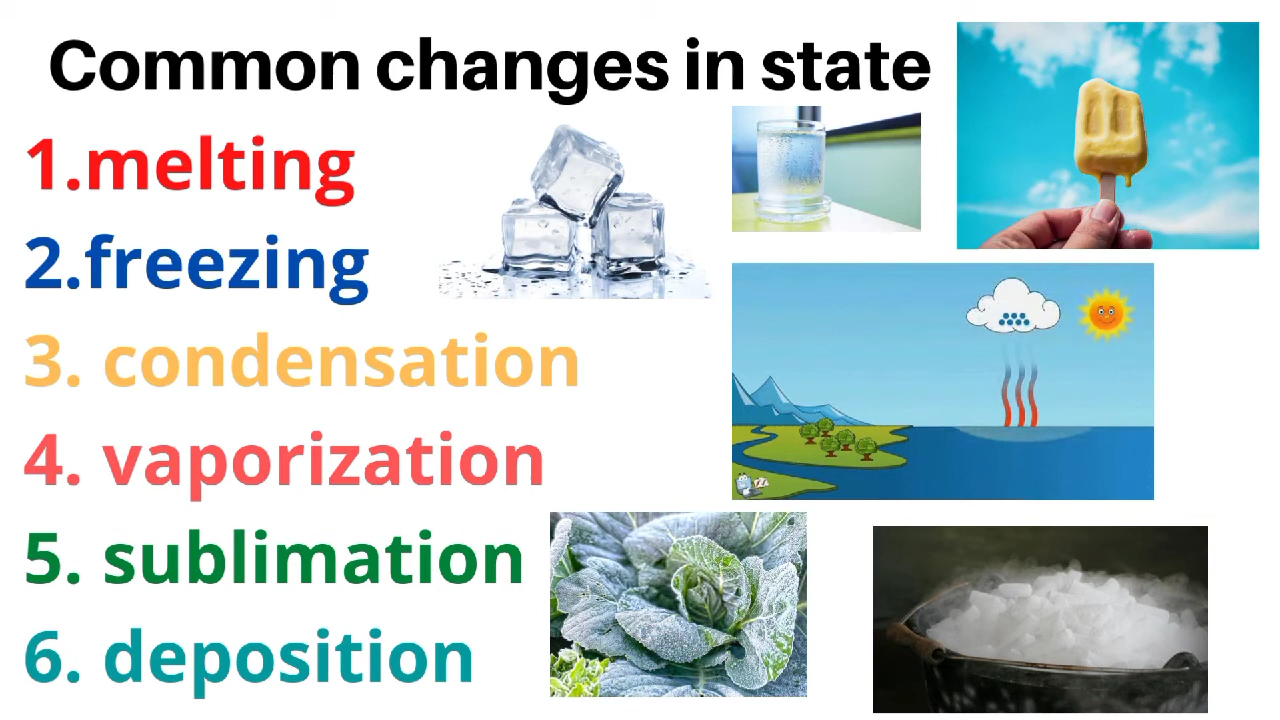 Common changes in state
1.melting
2.freezing
3. condensation
4. vaporization
5. sublimation
6. deposition